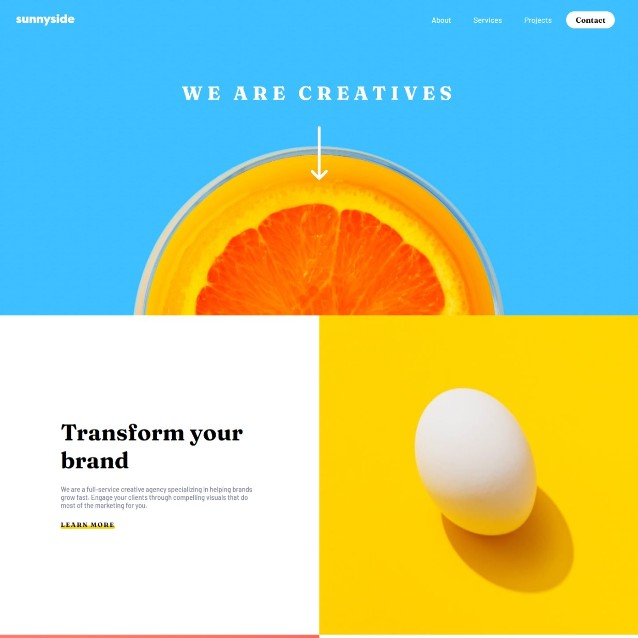 sunnyside
About
Services
Projects
Contact
WE ARE CREATIVES
Transform your
brand
We are a full-service creative agency specializing in helping brands
grow fast. Engage your clients through compelling visuals that do
most of the marketing for you.
LEARN MORE